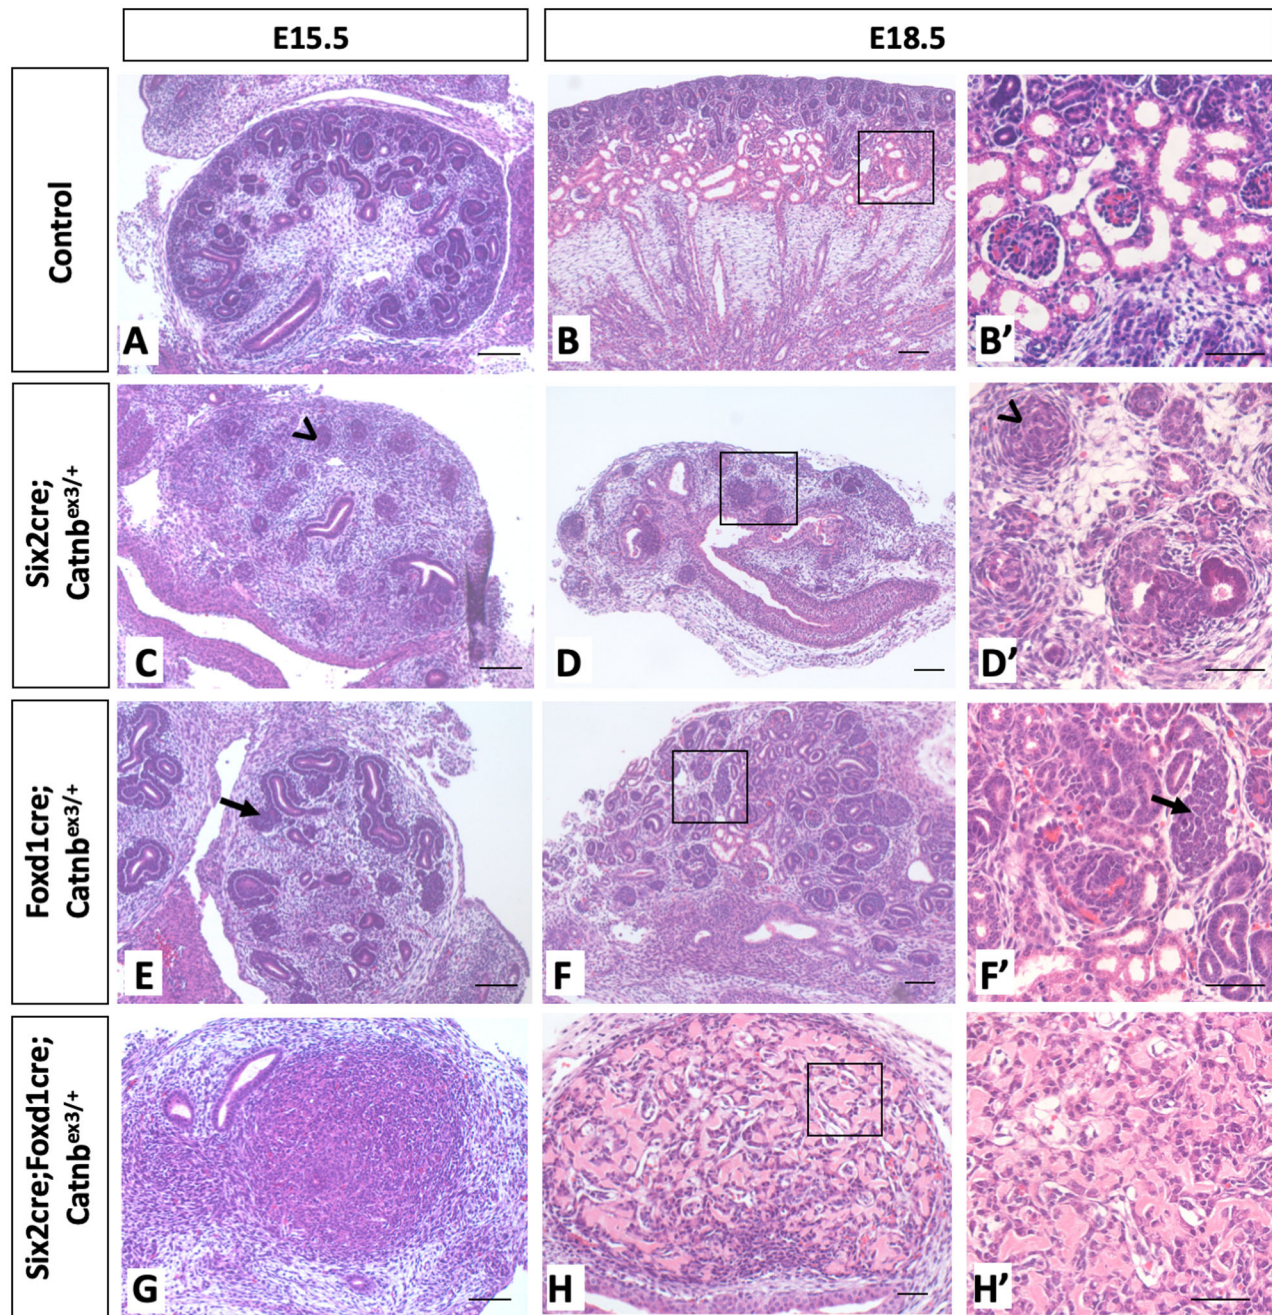 E15.5
E18.5
Control
A
B
B’
Six2cre;
Catnb^ex3/+
C
D
D’
Foxd1cre;
Catnb^ex3/+
E
F
F’
Six2cre;Foxd1cre;
Catnb^ex3/+
G
H
H’